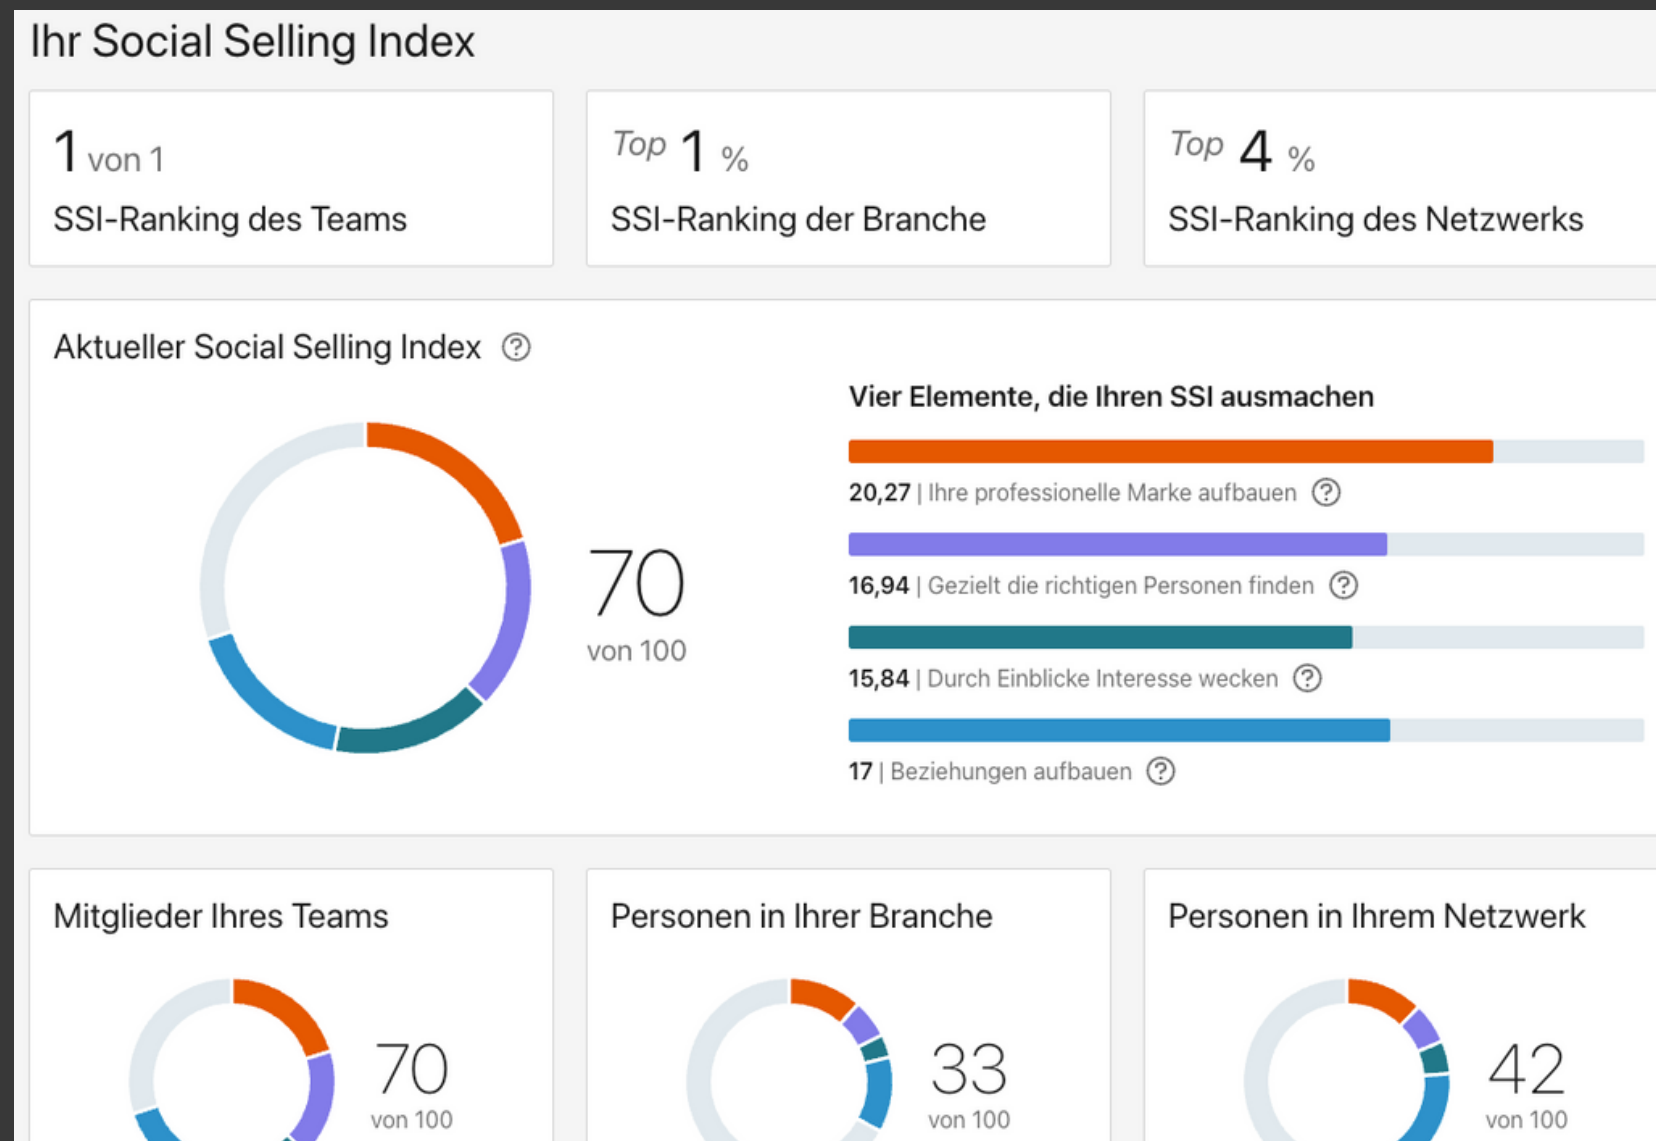 Ihr Social Selling Index
1 von 1
SSI-Ranking des Teams
Top 1 %
SSI-Ranking der Branche
Top 4 %
SSI-Ranking des Netzwerks
Aktueller Social Selling Index ?
70
von 100
Vier Elemente, die Ihren SSI ausmachen
20,27 | Ihre professionelle Marke aufbauen ?
16,94 | Gezielt die richtigen Personen finden ?
15,84 | Durch Einblicke Interesse wecken ?
17 | Beziehungen aufbauen ?
Mitglieder Ihres Teams
70
von 100
Personen in Ihrer Branche
33
von 100
Personen in Ihrem Netzwerk
42
von 100